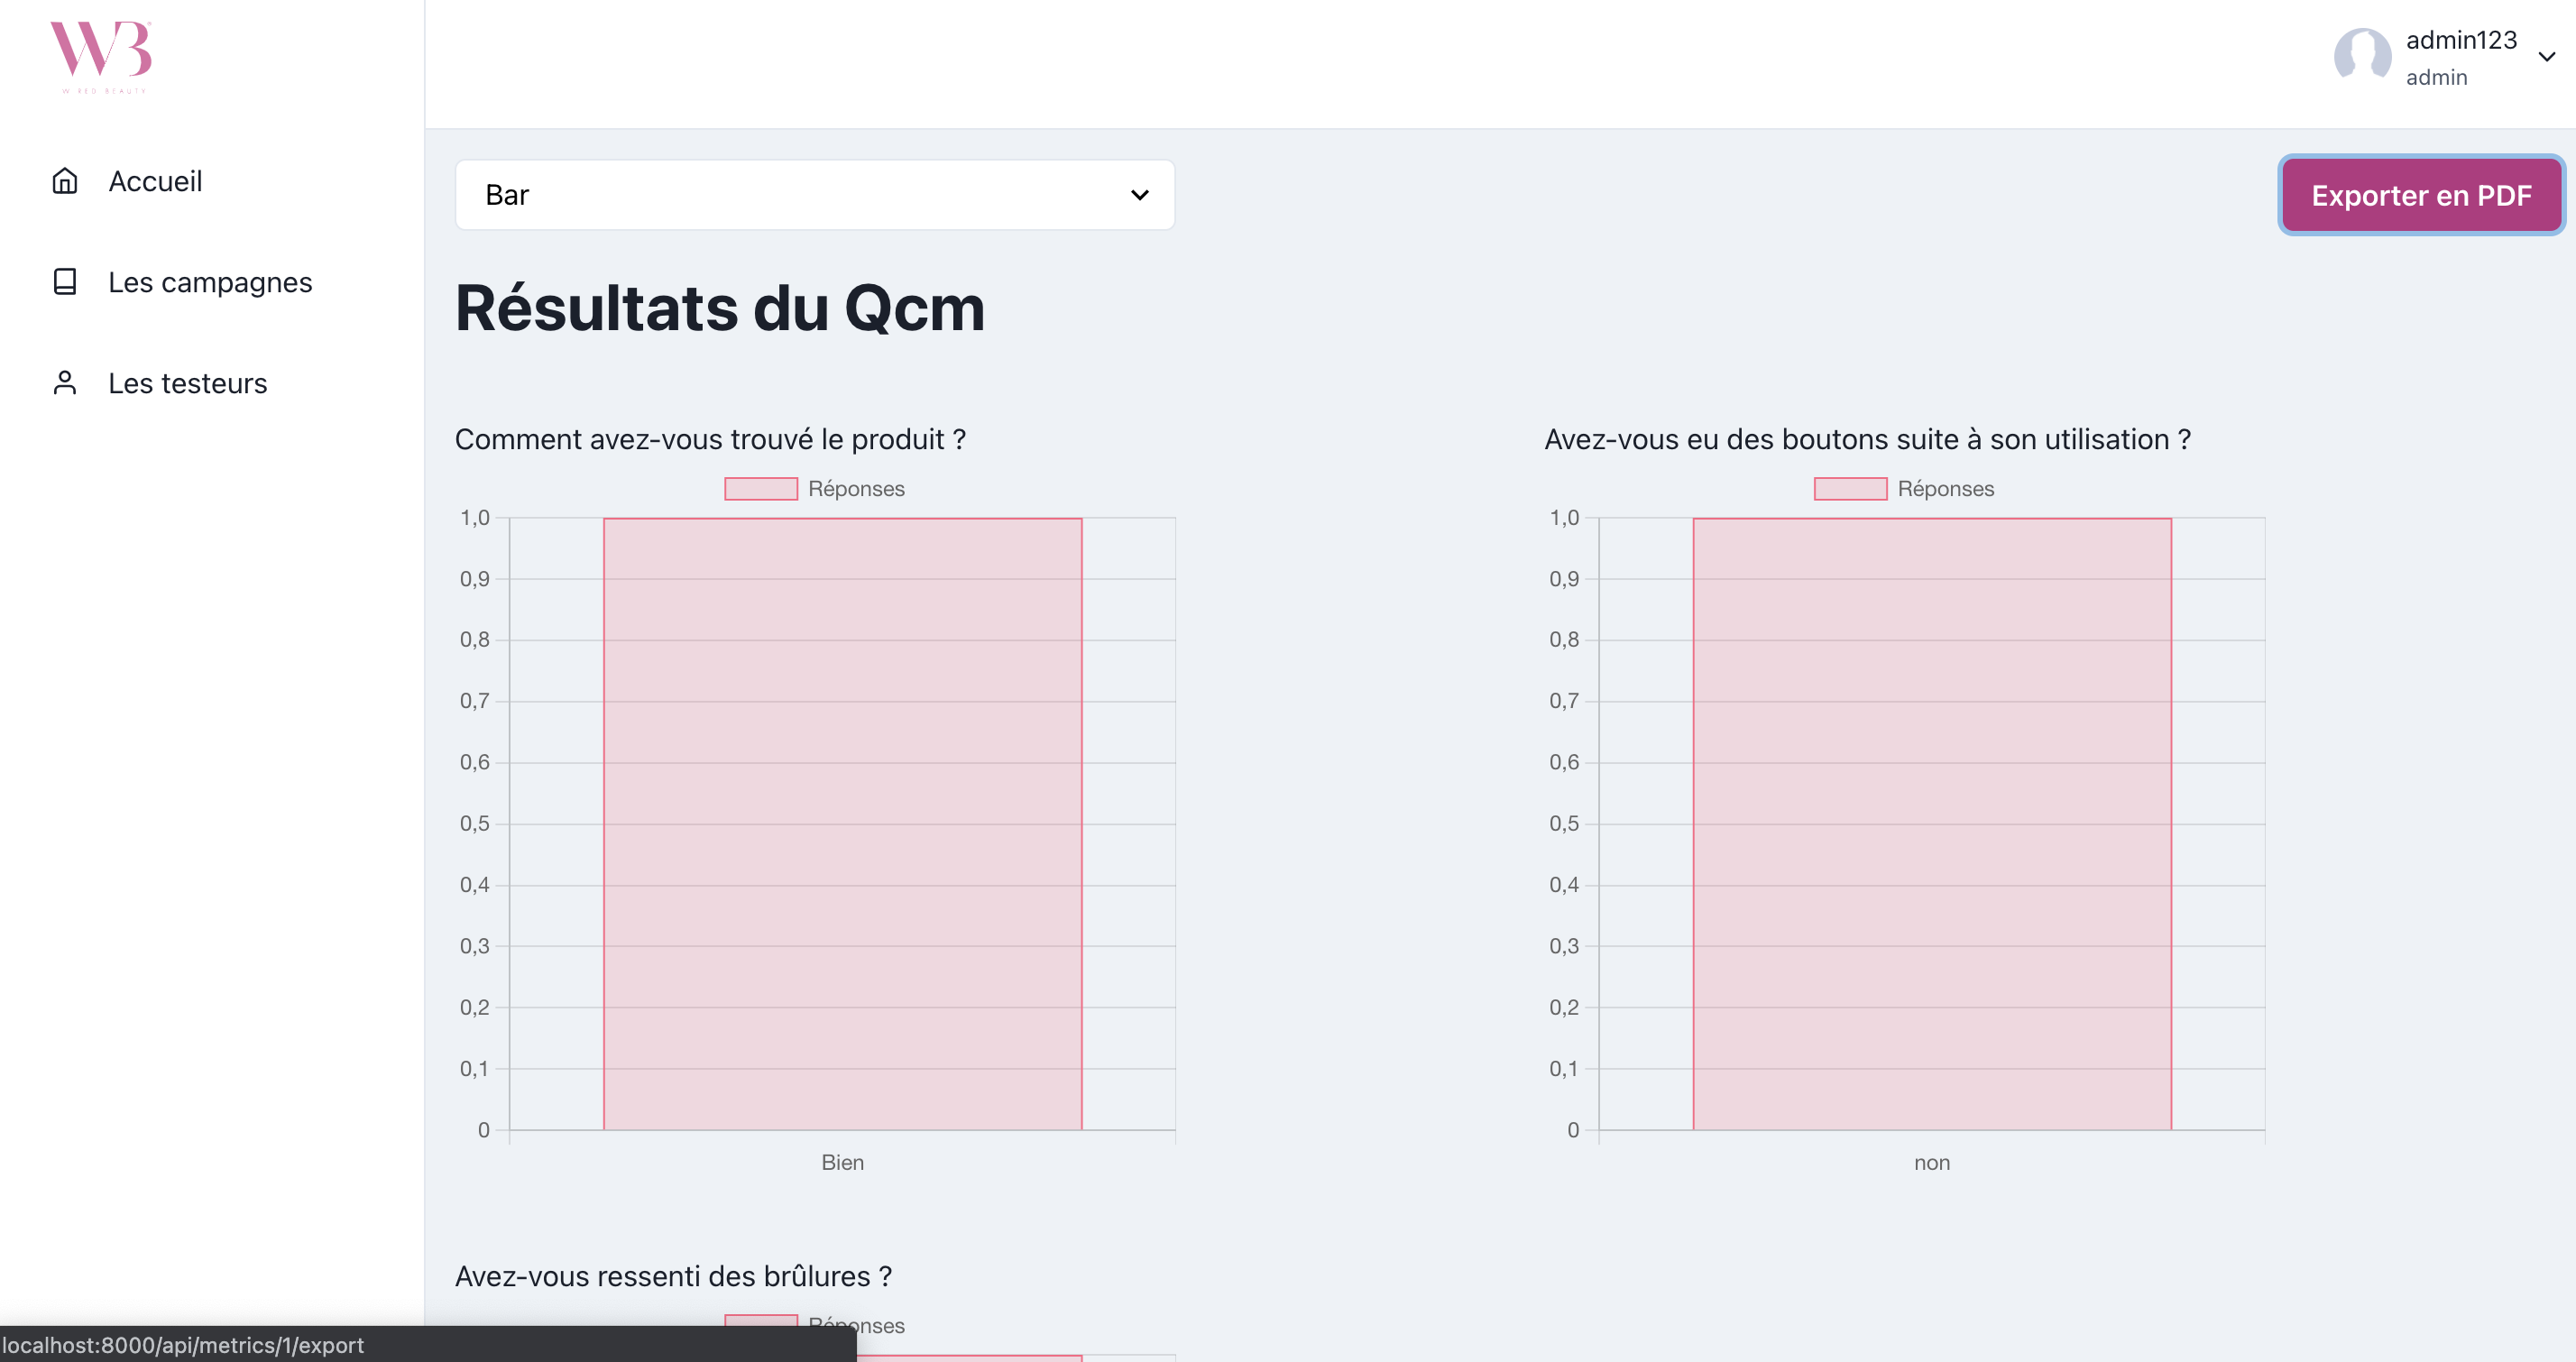 WB
WIRED BEAUTY
admin123
admin
Accueil
Les campagnes
Les testeurs
Bar
Exporter en PDF
Résultats du Qcm
Comment avez-vous trouvé le produit ?
Réponses
1,0
0,9
0,8
0,7
0,6
0,5
0,4
0,3
0,2
0,1
0
Bien
Avez-vous eu des boutons suite à son utilisation ?
Réponses
1,0
0,9
0,8
0,7
0,6
0,5
0,4
0,3
0,2
0,1
0
non
Avez-vous ressenti des brûlures ?
Réponses
localhost:8000/api/metrics/1/export